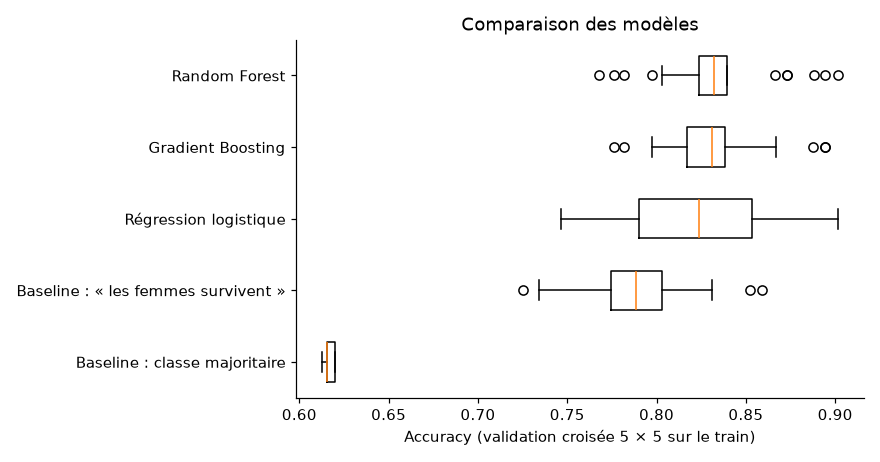 Comparaison des modèles
Random Forest
Gradient Boosting
Régression logistique
Baseline : « les femmes survivent »
Baseline : classe majoritaire
0.60 0.65 0.70 0.75 0.80 0.85 0.90
Accuracy (validation croisée 5 × 5 sur le train)